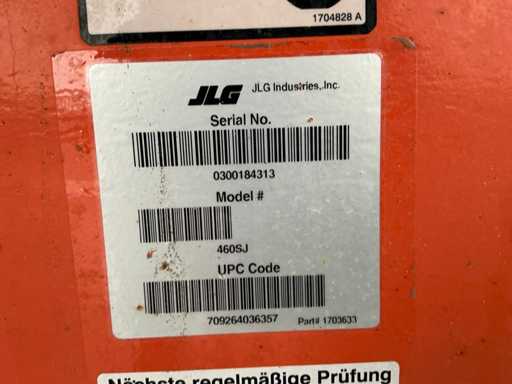 1704828 A
JLG JLG Industries, Inc.
Serial No.
0300184313
Model #
460SJ
UPC Code
709264036357 Part# 1703633
Nächste regelmäßige Prüfung